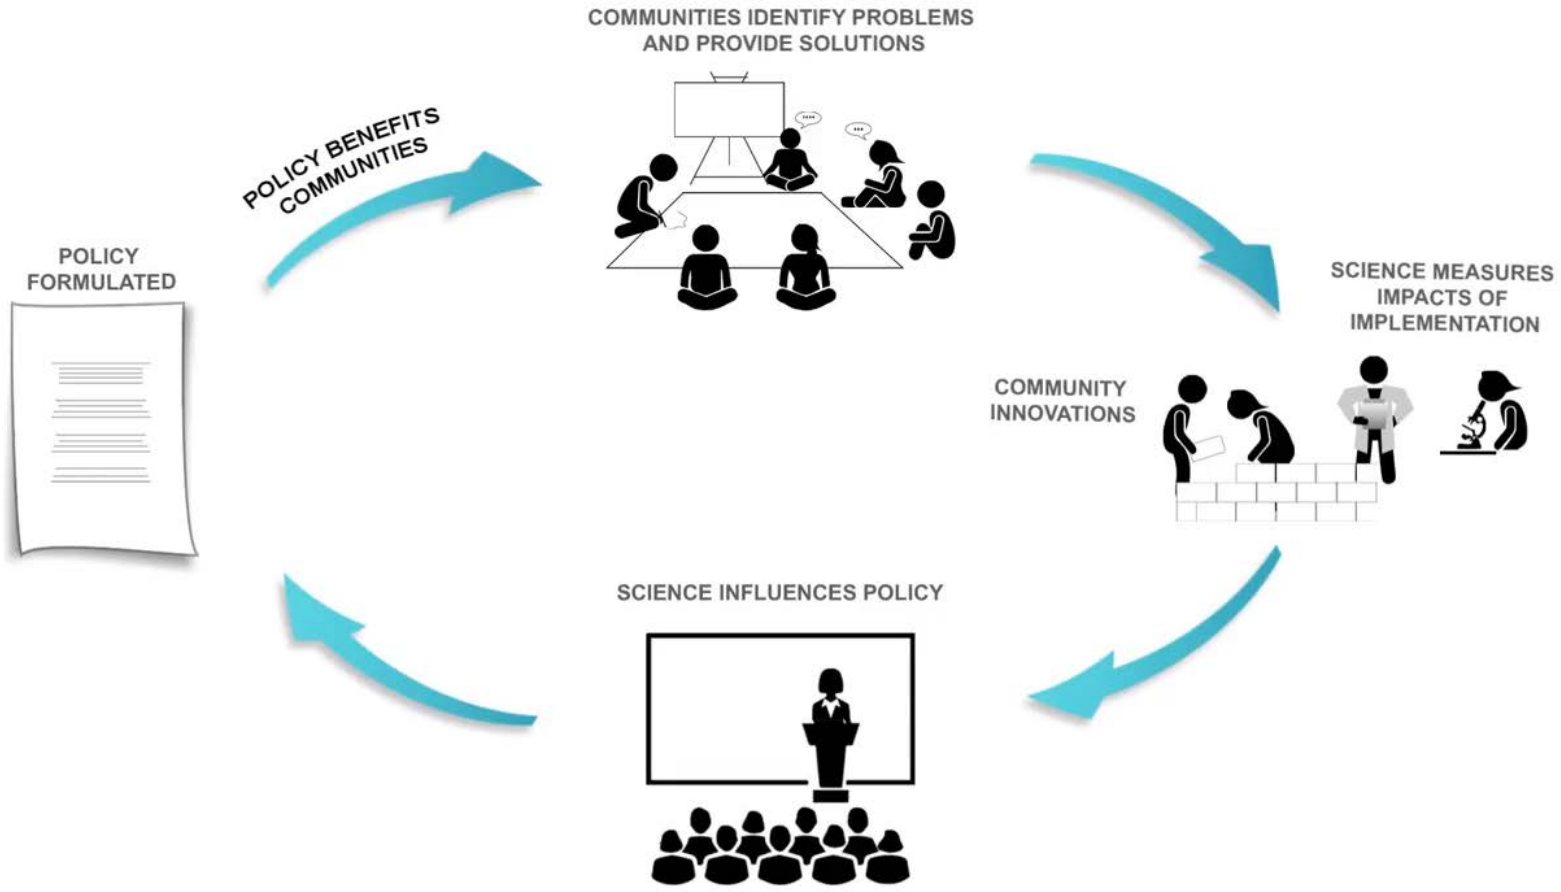 COMMUNITIES IDENTIFY PROBLEMS
AND PROVIDE SOLUTIONS
POLICY BENEFITS
COMMUNITIES
POLICY
FORMULATED
SCIENCE MEASURES
IMPACTS OF
IMPLEMENTATION
COMMUNITY
INNOVATIONS
SCIENCE INFLUENCES POLICY